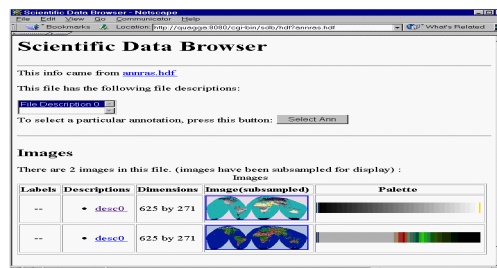 Scientific Data Browser - Netscape
File Edit View Go Communicator Help
Bookmarks Location: http://quagga:8080/cgi-bin/sdb/hdf?annras.hdf What's Related
Scientific Data Browser
This info came from annras.hdf
This file has the following file descriptions:
File Description 0
To select a particular annotation, press this button: Select Ann
Images
There are 2 images in this file. (images have been subsampled for display) :
Images
Labels Descriptions Dimensions Image(subsampled) Palette
-- • desc0 625 by 271
-- • desc0 625 by 271